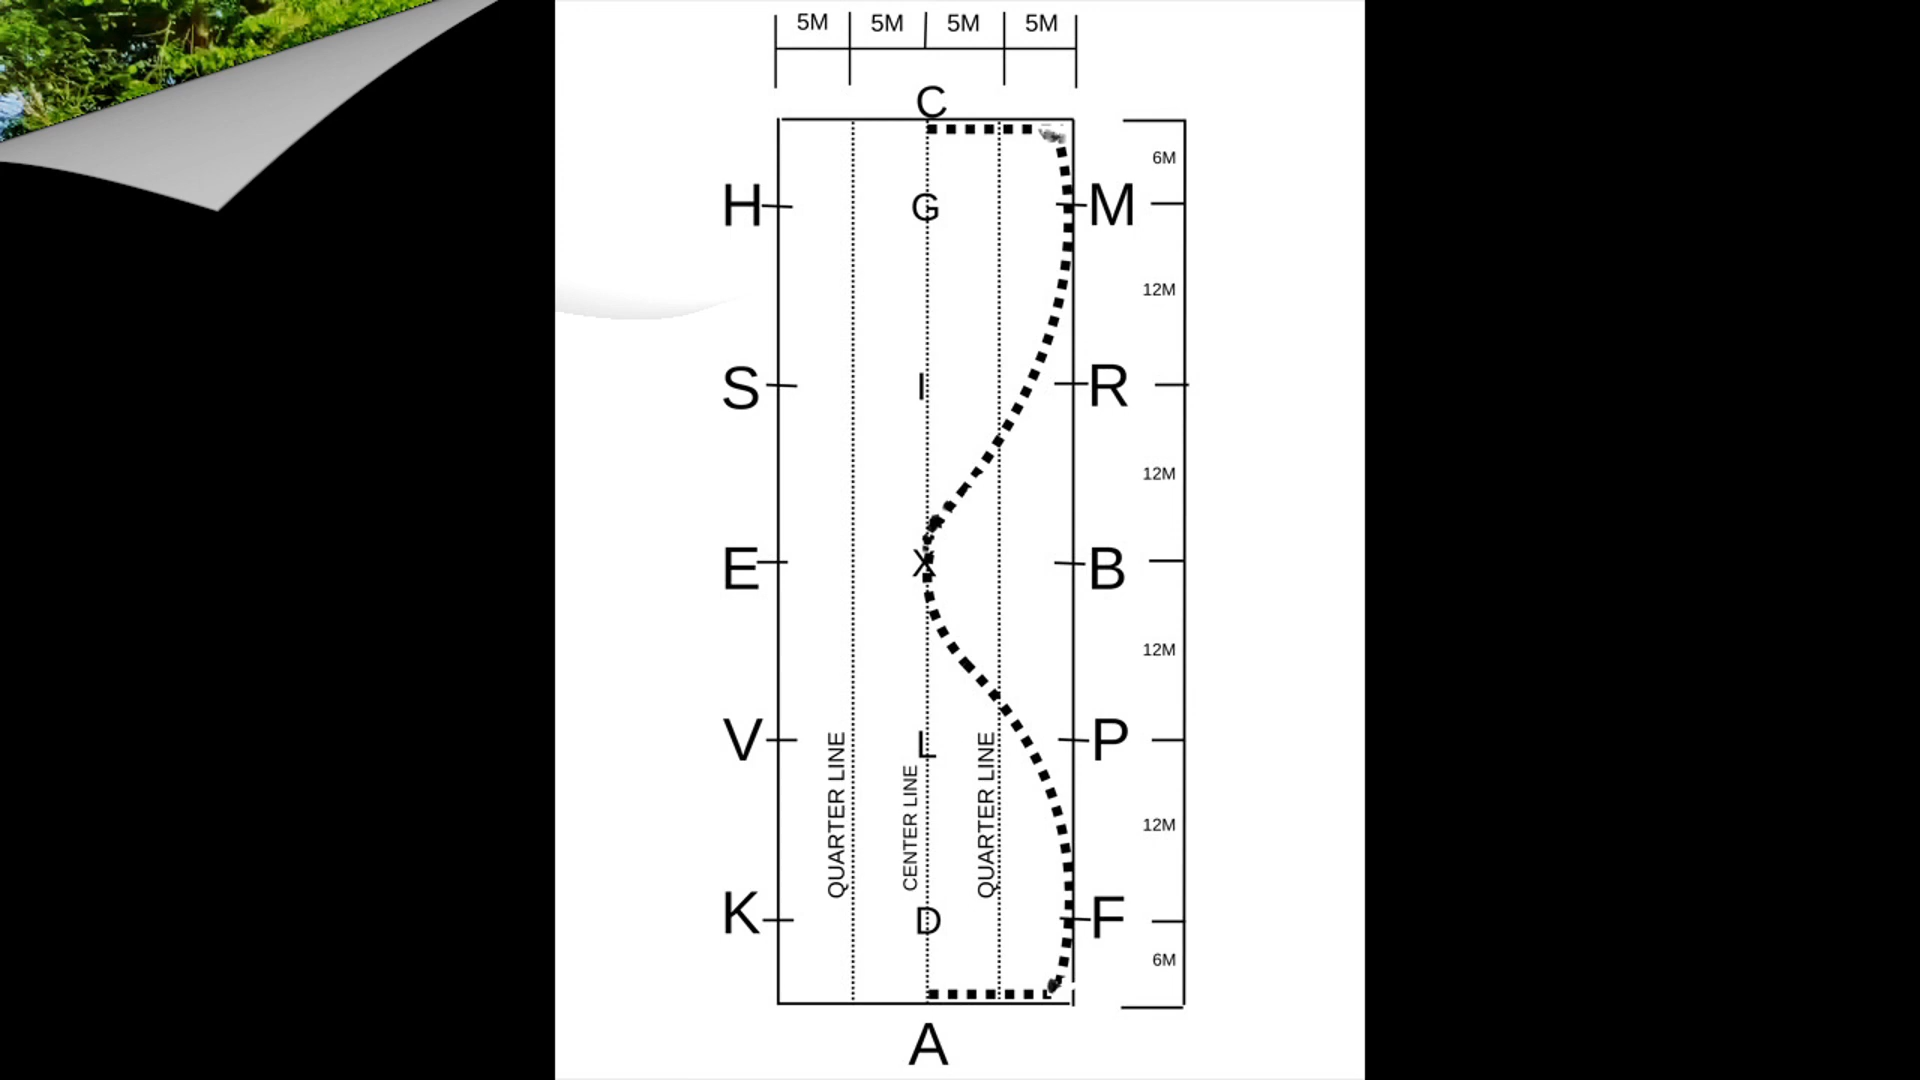 5M 5M 5M 5M
C
6M
H G M
12M
S I R
12M
E X B
12M
V L P
QUARTER LINE
CENTER LINE
QUARTER LINE
12M
K D F
6M
A